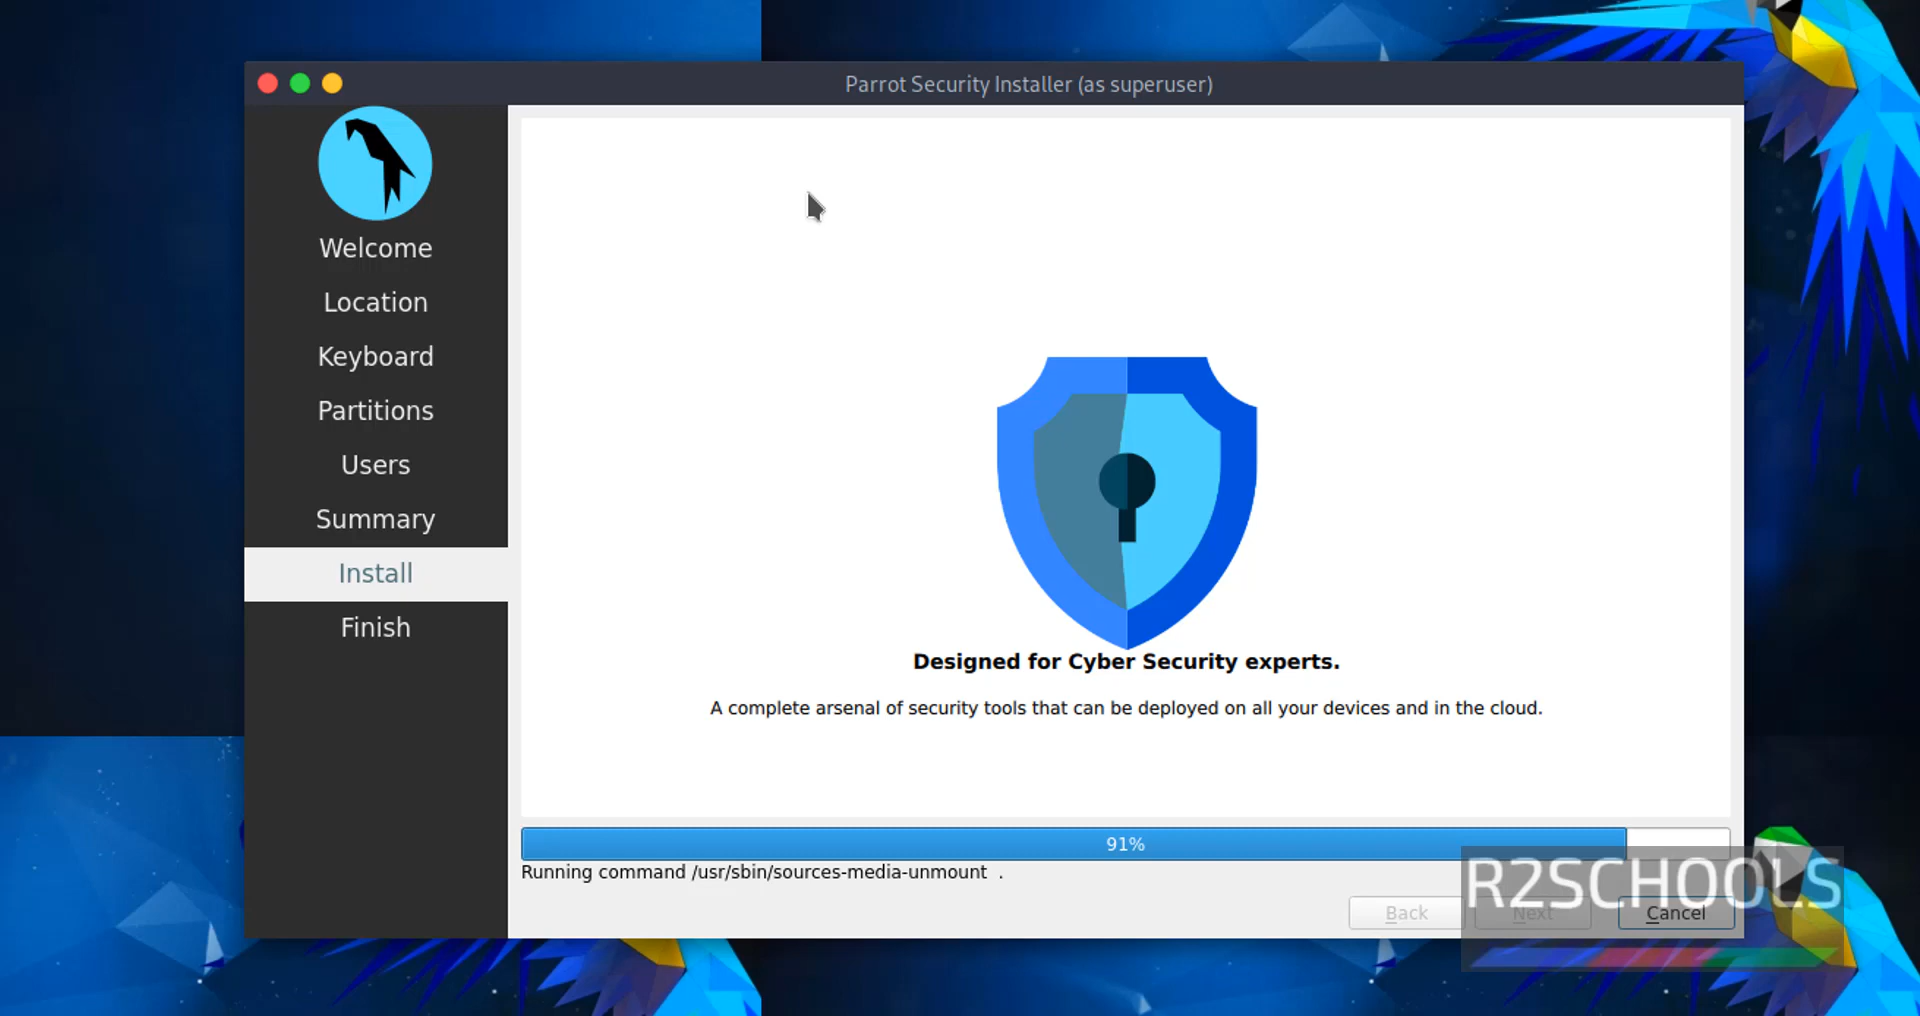 Parrot Security Installer (as superuser)
Welcome
Location
Keyboard
Partitions
Users
Summary
Install
Finish
Designed for Cyber Security experts.
A complete arsenal of security tools that can be deployed on all your devices and in the cloud.
91%
Running command /usr/sbin/sources-media-unmount .
R2SCHOOLS
Back
Next
Cancel